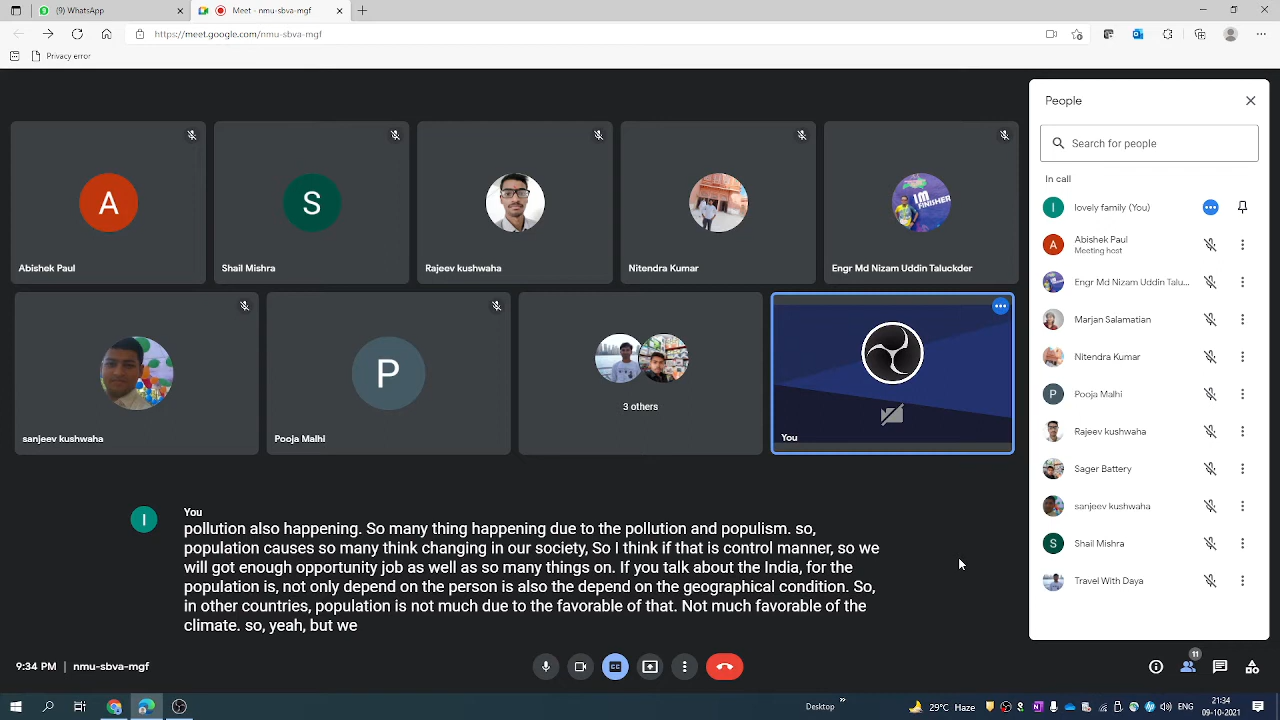 (9) WhatsApp
Meet - nmu-sbva-mgf
https://meet.google.com/nmu-sbva-mgf
Privacy error
People
Search for people
In call
A
Abishek Paul
S
Shail Mishra
Rajeev kushwaha
Nitendra Kumar
IM
FINISHER
Engr Md Nizam Uddin Taluckder
sanjeev kushwaha
P
Pooja Malhi
3 others
You
l
lovely family (You)
A
Abishek Paul
Meeting host
Engr Md Nizam Uddin Talu...
Marjan Salamatian
Nitendra Kumar
P
Pooja Malhi
Rajeev kushwaha
Sager Battery
sanjeev kushwaha
S
Shail Mishra
Travel With Daya
l
You
pollution also happening. So many thing happening due to the pollution and populism. so,
population causes so many think changing in our society, So I think if that is control manner, so we
will got enough opportunity job as well as so many things on. If you talk about the India, for the
population is, not only depend on the person is also the depend on the geographical condition. So,
in other countries, population is not much due to the favorable of that. Not much favorable of the
climate. so, yeah, but we
9:34 PM | nmu-sbva-mgf
CC
11
Desktop
29°C Haze
ENG
21:34
09-10-2021